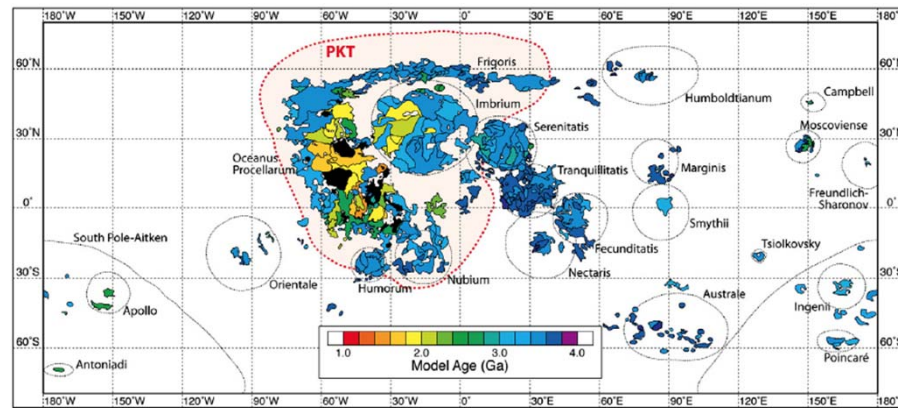 180°W 150°W 120°W 90°W 60°W 30°W 0° 30°E 60°E 90°E 120°E 150°E 180°E
PKT
60°N
Frigoris
60°N
Humboldtianum
Campbell
Imbrium
Moscoviense
30°N
Serenitatis
30°N
Oceanus
Procellarum
Tranquillitatis
Marginis
Freundlich-
Sharonov
0°
0°
Smythii
South Pole-Aitken
Fecunditatis
Tsiolkovsky
30°S
Orientale
Humorum
Nubium
Nectaris
30°S
Apollo
Australe
Ingenii
60°S
1.0 2.0 3.0 4.0
Model Age (Ga)
60°S
Antoniadi
Poincaré
180°W 150°W 120°W 90°W 60°W 30°W 0° 30°E 60°E 90°E 120°E 150°E 180°E